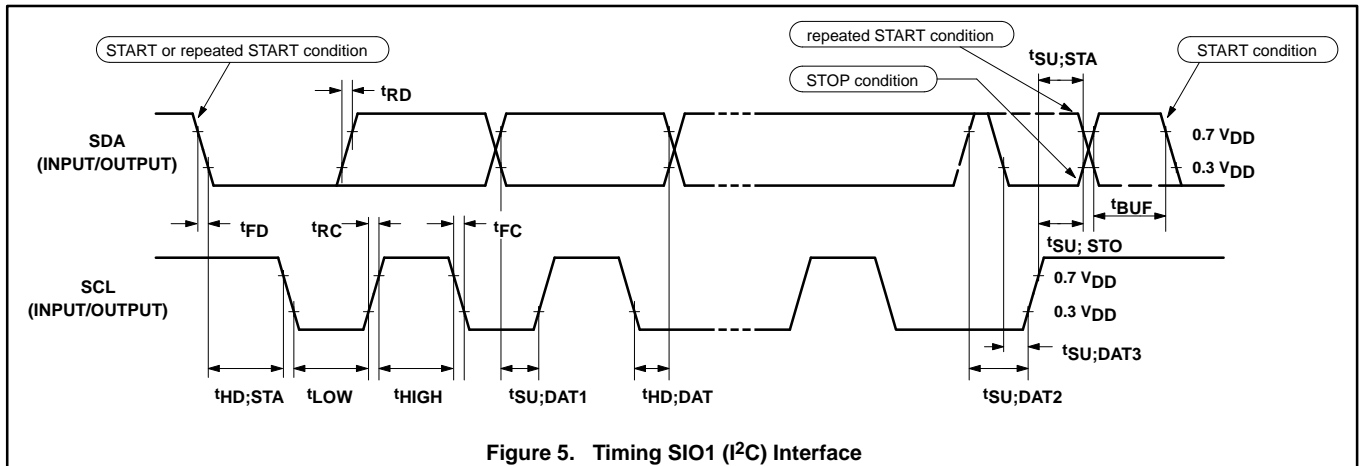 START or repeated START condition
repeated START condition
START condition
tSU;STA
STOP condition
tRD
SDA
(INPUT/OUTPUT)
0.7 VDD
0.3 VDD
tFD
tRC
tFC
tBUF
tSU; STO
SCL
(INPUT/OUTPUT)
0.7 VDD
0.3 VDD
tSU;DAT3
tHD;STA
tLOW
tHIGH
tSU;DAT1
tHD;DAT
tSU;DAT2
Figure 5. Timing SIO1 (I²C) Interface